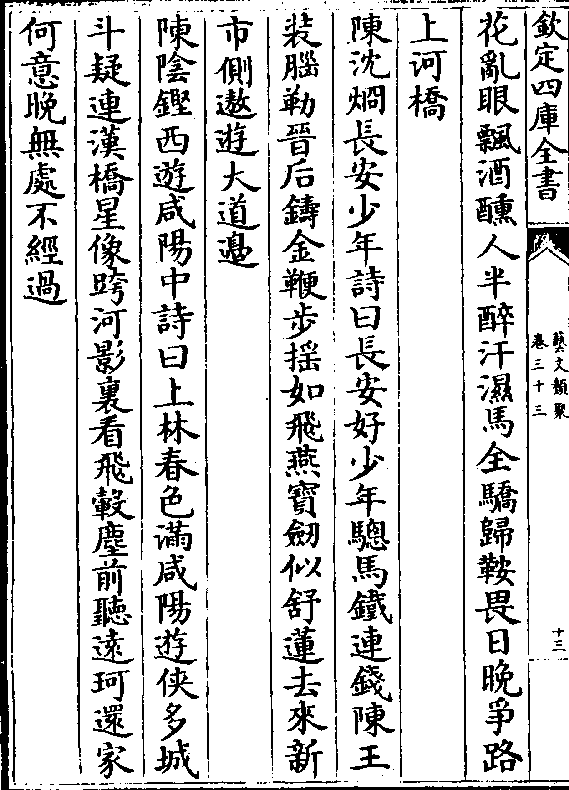 欽定四庫全書
藝文類聚
卷三十三
十三
花亂眼飄酒醺人半醉汗濕馬全驕歸鞍畏日晚爭路
上河橋
陳沈烱長安少年詩曰長安好少年驄馬鐵連錢陳王
裝腦勒晉后鑄金鞭步揺如飛燕寳劒似舒蓮去來新
市側遨遊大道邉
陳陰鏗西遊咸陽中詩曰上林春色滿咸陽遊俠多城
斗疑連漢橋星像跨河影裏看飛轂塵前聽遠珂還家
何意晚無處不經過